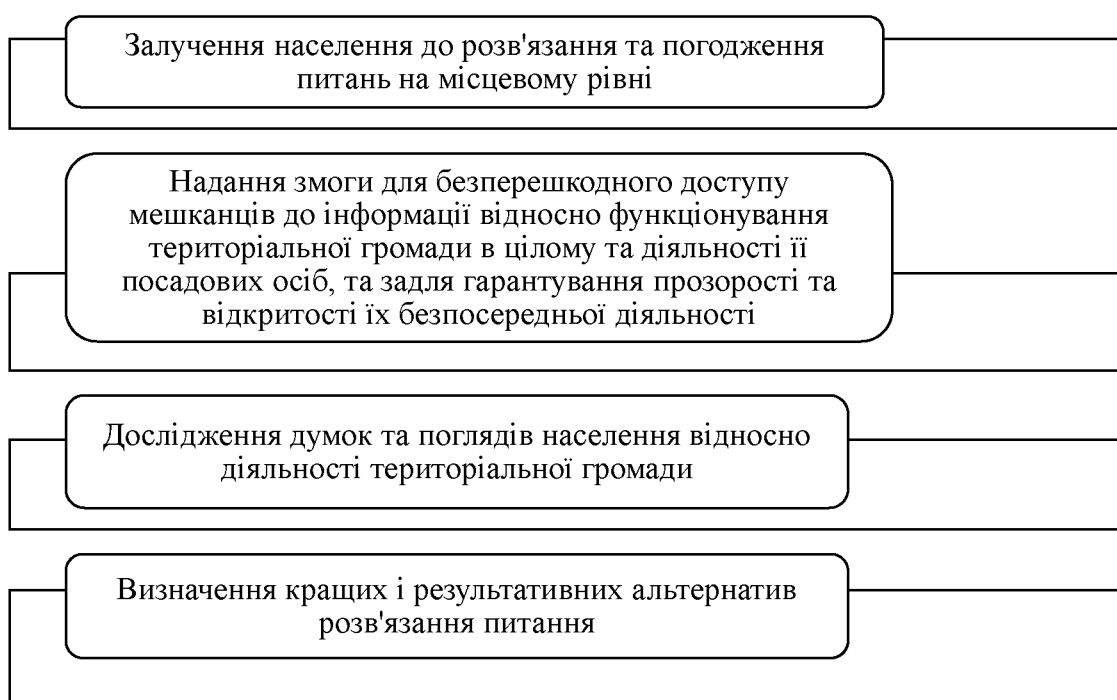 Залучення населення до розв'язання та погодження
питань на місцевому рівні
Надання змоги для безперешкодного доступу
мешканців до інформації відносно функціонування
територіальної громади в цілому та діяльності її
посадових осіб, та задля гарантування прозорості та
відкритості їх безпосередньої діяльності
Дослідження думок та поглядів населення відносно
діяльності територіальної громади
Визначення кращих і результативних альтернатив
розв'язання питання